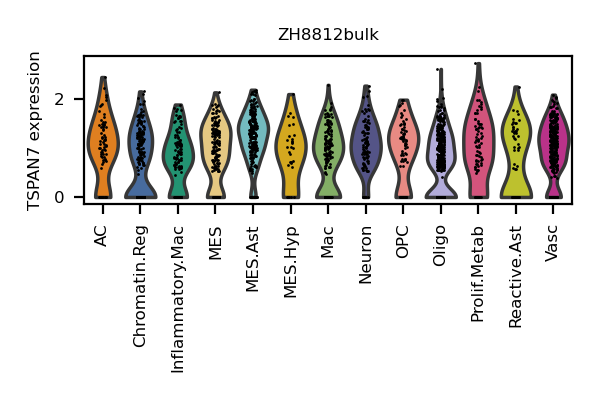 ZH8812bulk
TSPAN7 expression
2
0
AC
Chromatin.Reg
Inflammatory.Mac
MES
MES.Ast
MES.Hyp
Mac
Neuron
OPC
Oligo
Prolif.Metab
Reactive.Ast
Vasc